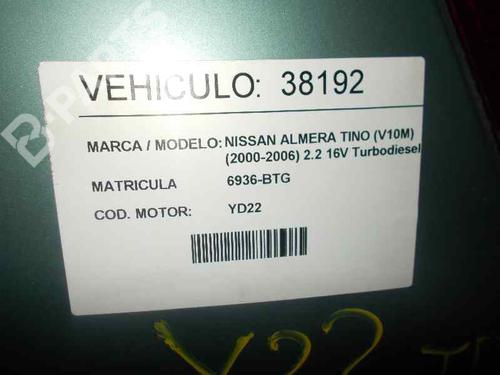 VEHICULO: 38192
MARCA / MODELO: NISSAN ALMERA TINO (V10M)
(2000-2006) 2.2 16V Turbodiesel
MATRICULA 6936-BTG
COD. MOTOR: YD22